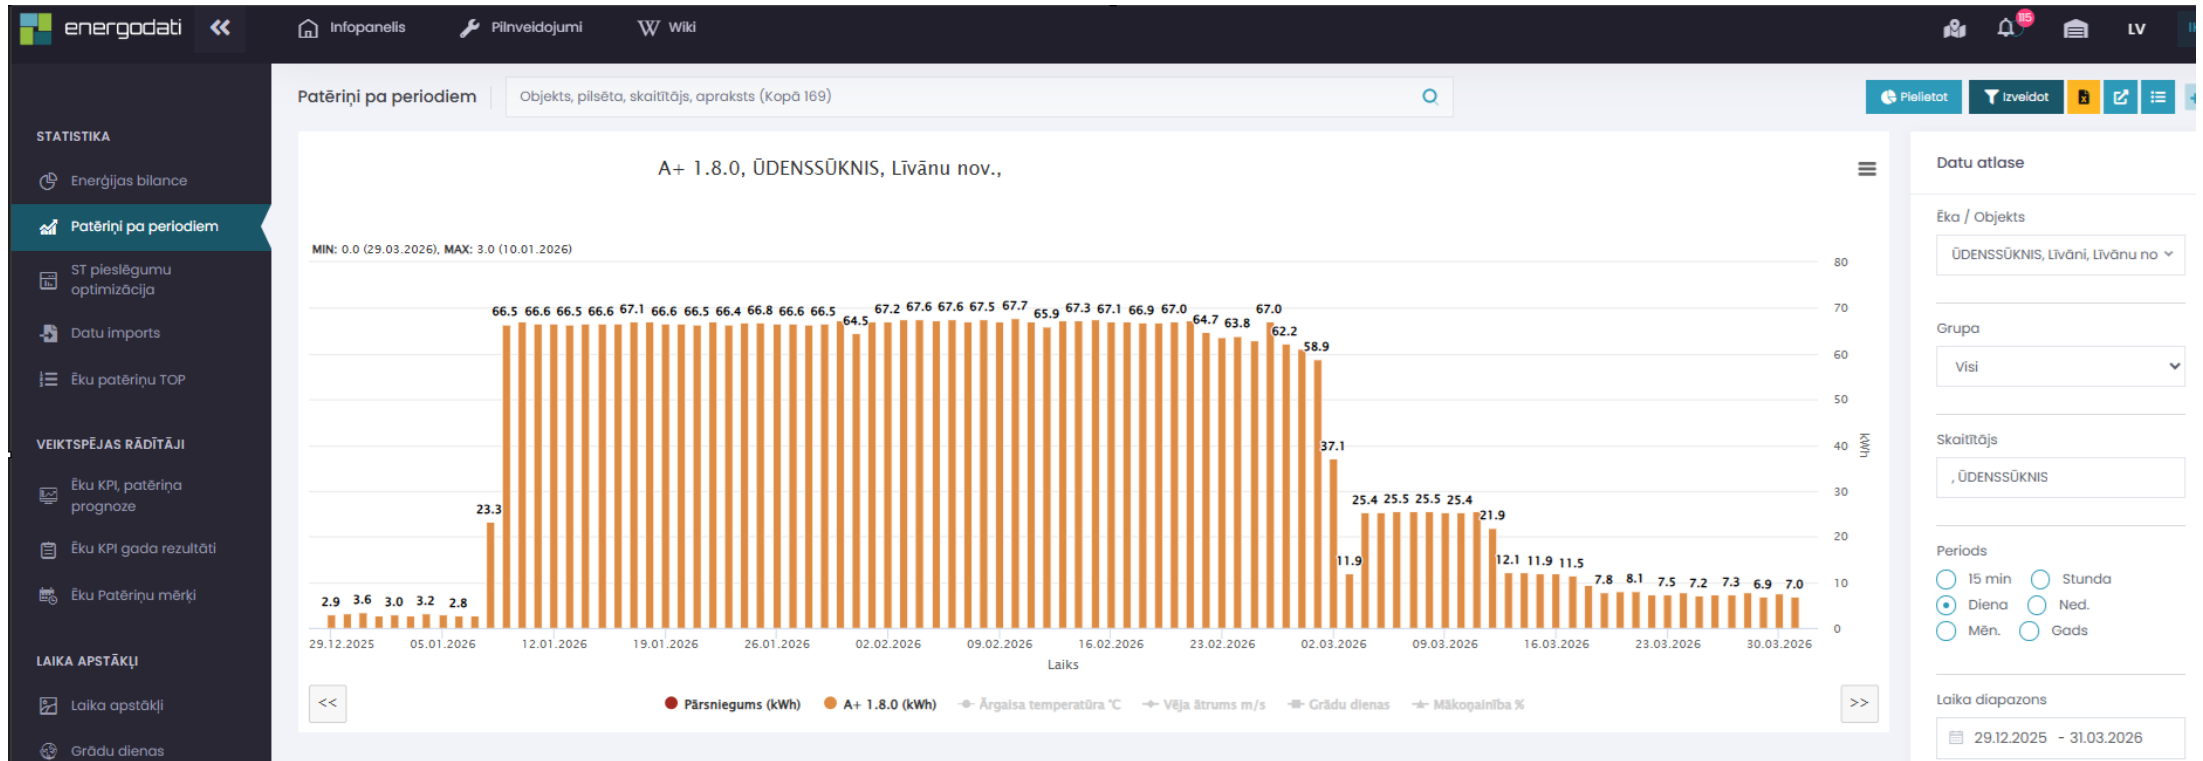 energodati
Infopanelis
Pilnveidojumi
Wiki
115
LV
Patēriņi pa periodiem
Objekts, pilsēta, skaitītājs, apraksts (Kopā 169)
Pielietot
Izveidot
STATISTIKA
Enerģijas bilance
Patēriņi pa periodiem
ST pieslēgumu
optimizācija
Datu imports
Ēku patēriņu TOP
VEIKTSPĒJAS RĀDĪTĀJI
Ēku KPI, patēriņa
prognoze
Ēku KPI gada rezultāti
Ēku Patēriņu mērķi
LAIKA APSTĀKĻI
Laika apstākļi
Grādu dienas
A+ 1.8.0, ŪDENSSŪKNIS, Līvānu nov.,
MIN: 0.0 (29.03.2026), MAX: 3.0 (10.01.2026)
80
70
60
50
40
30
20
10
0
kWh
2.9 3.6 3.0 3.2 2.8 23.3 66.5 66.6 66.5 66.6 67.1 66.6 66.5 66.4 66.8 66.6 66.5 64.5 67.2 67.6 67.6 67.5 67.7 65.9 67.3 67.1 66.9 67.0 64.7 63.8 67.0 62.2 58.9 37.1 11.9 25.4 25.5 25.5 25.4 21.9 12.1 11.9 11.5 7.8 8.1 7.5 7.2 7.3 6.9 7.0
29.12.2025 05.01.2026 12.01.2026 19.01.2026 26.01.2026 02.02.2026 09.02.2026 16.02.2026 23.02.2026 02.03.2026 09.03.2026 16.03.2026 23.03.2026 30.03.2026
Laiks
<< Pārsniegums (kWh) A+ 1.8.0 (kWh) Ārgaisa temperatūra °C Vēja ātrums m/s Grādu dienas Mākoņainība % >>
Datu atlase
Ēka / Objekts
ŪDENSSŪKNIS, Līvāni, Līvānu no
Grupa
Visi
Skaitītājs
, ŪDENSSŪKNIS
Periods
15 min Stunda
Diena Ned.
Mēn. Gads
Laika diapazons
29.12.2025 - 31.03.2026